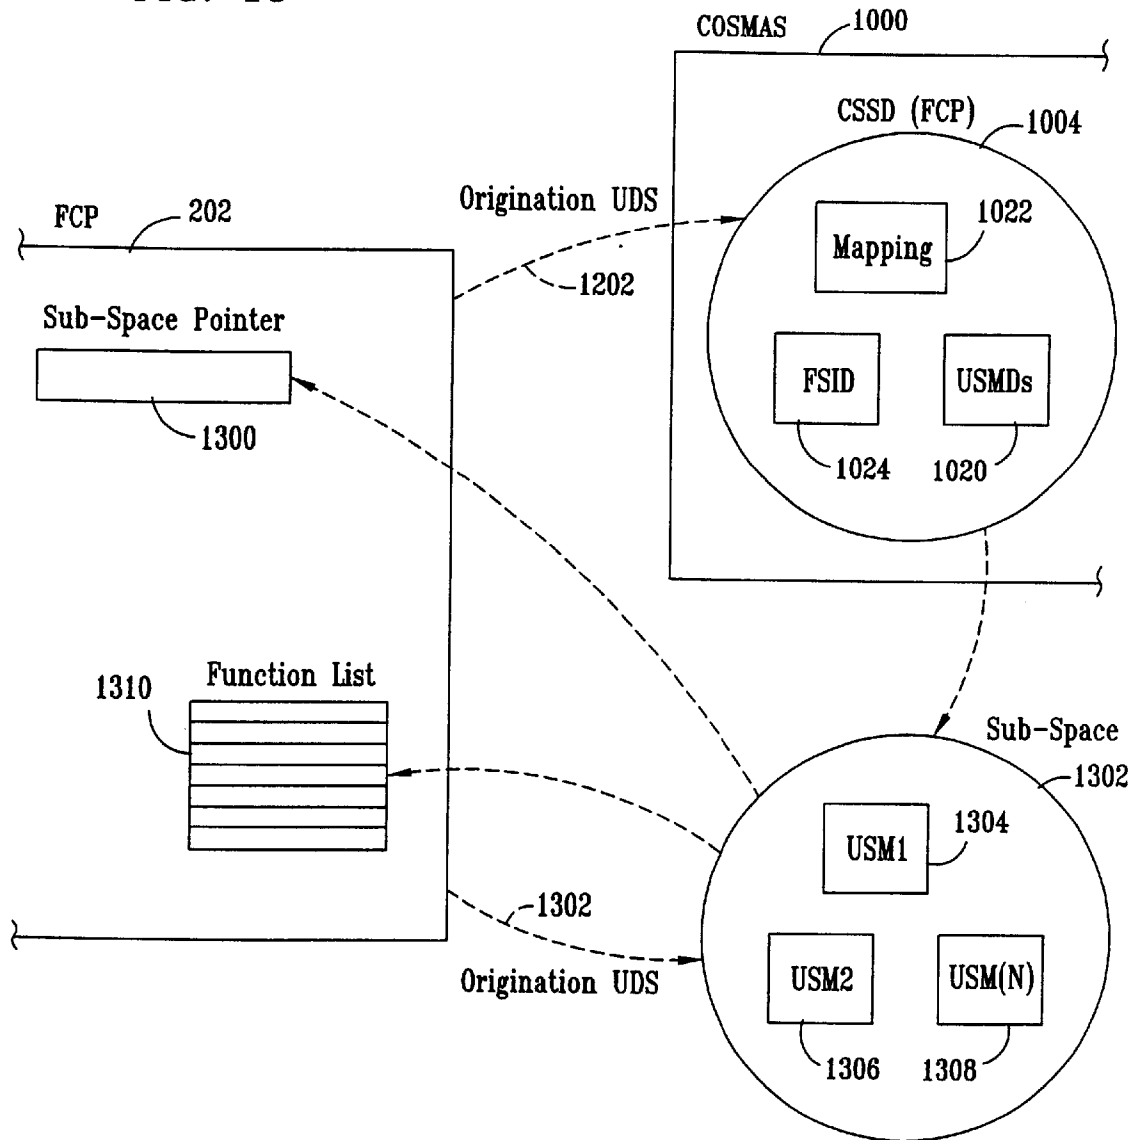 COSMAS
1000
CSSD (FCP)
1004
Origination UDS
FCP
202
1022
Mapping
1202
Sub-Space Pointer
FSID
USMDs
1300
1024
1020
Function List
1310
Sub-Space
1302
1304
USM1
1302
Origination UDS
USM2
USM(N)
1306
1308